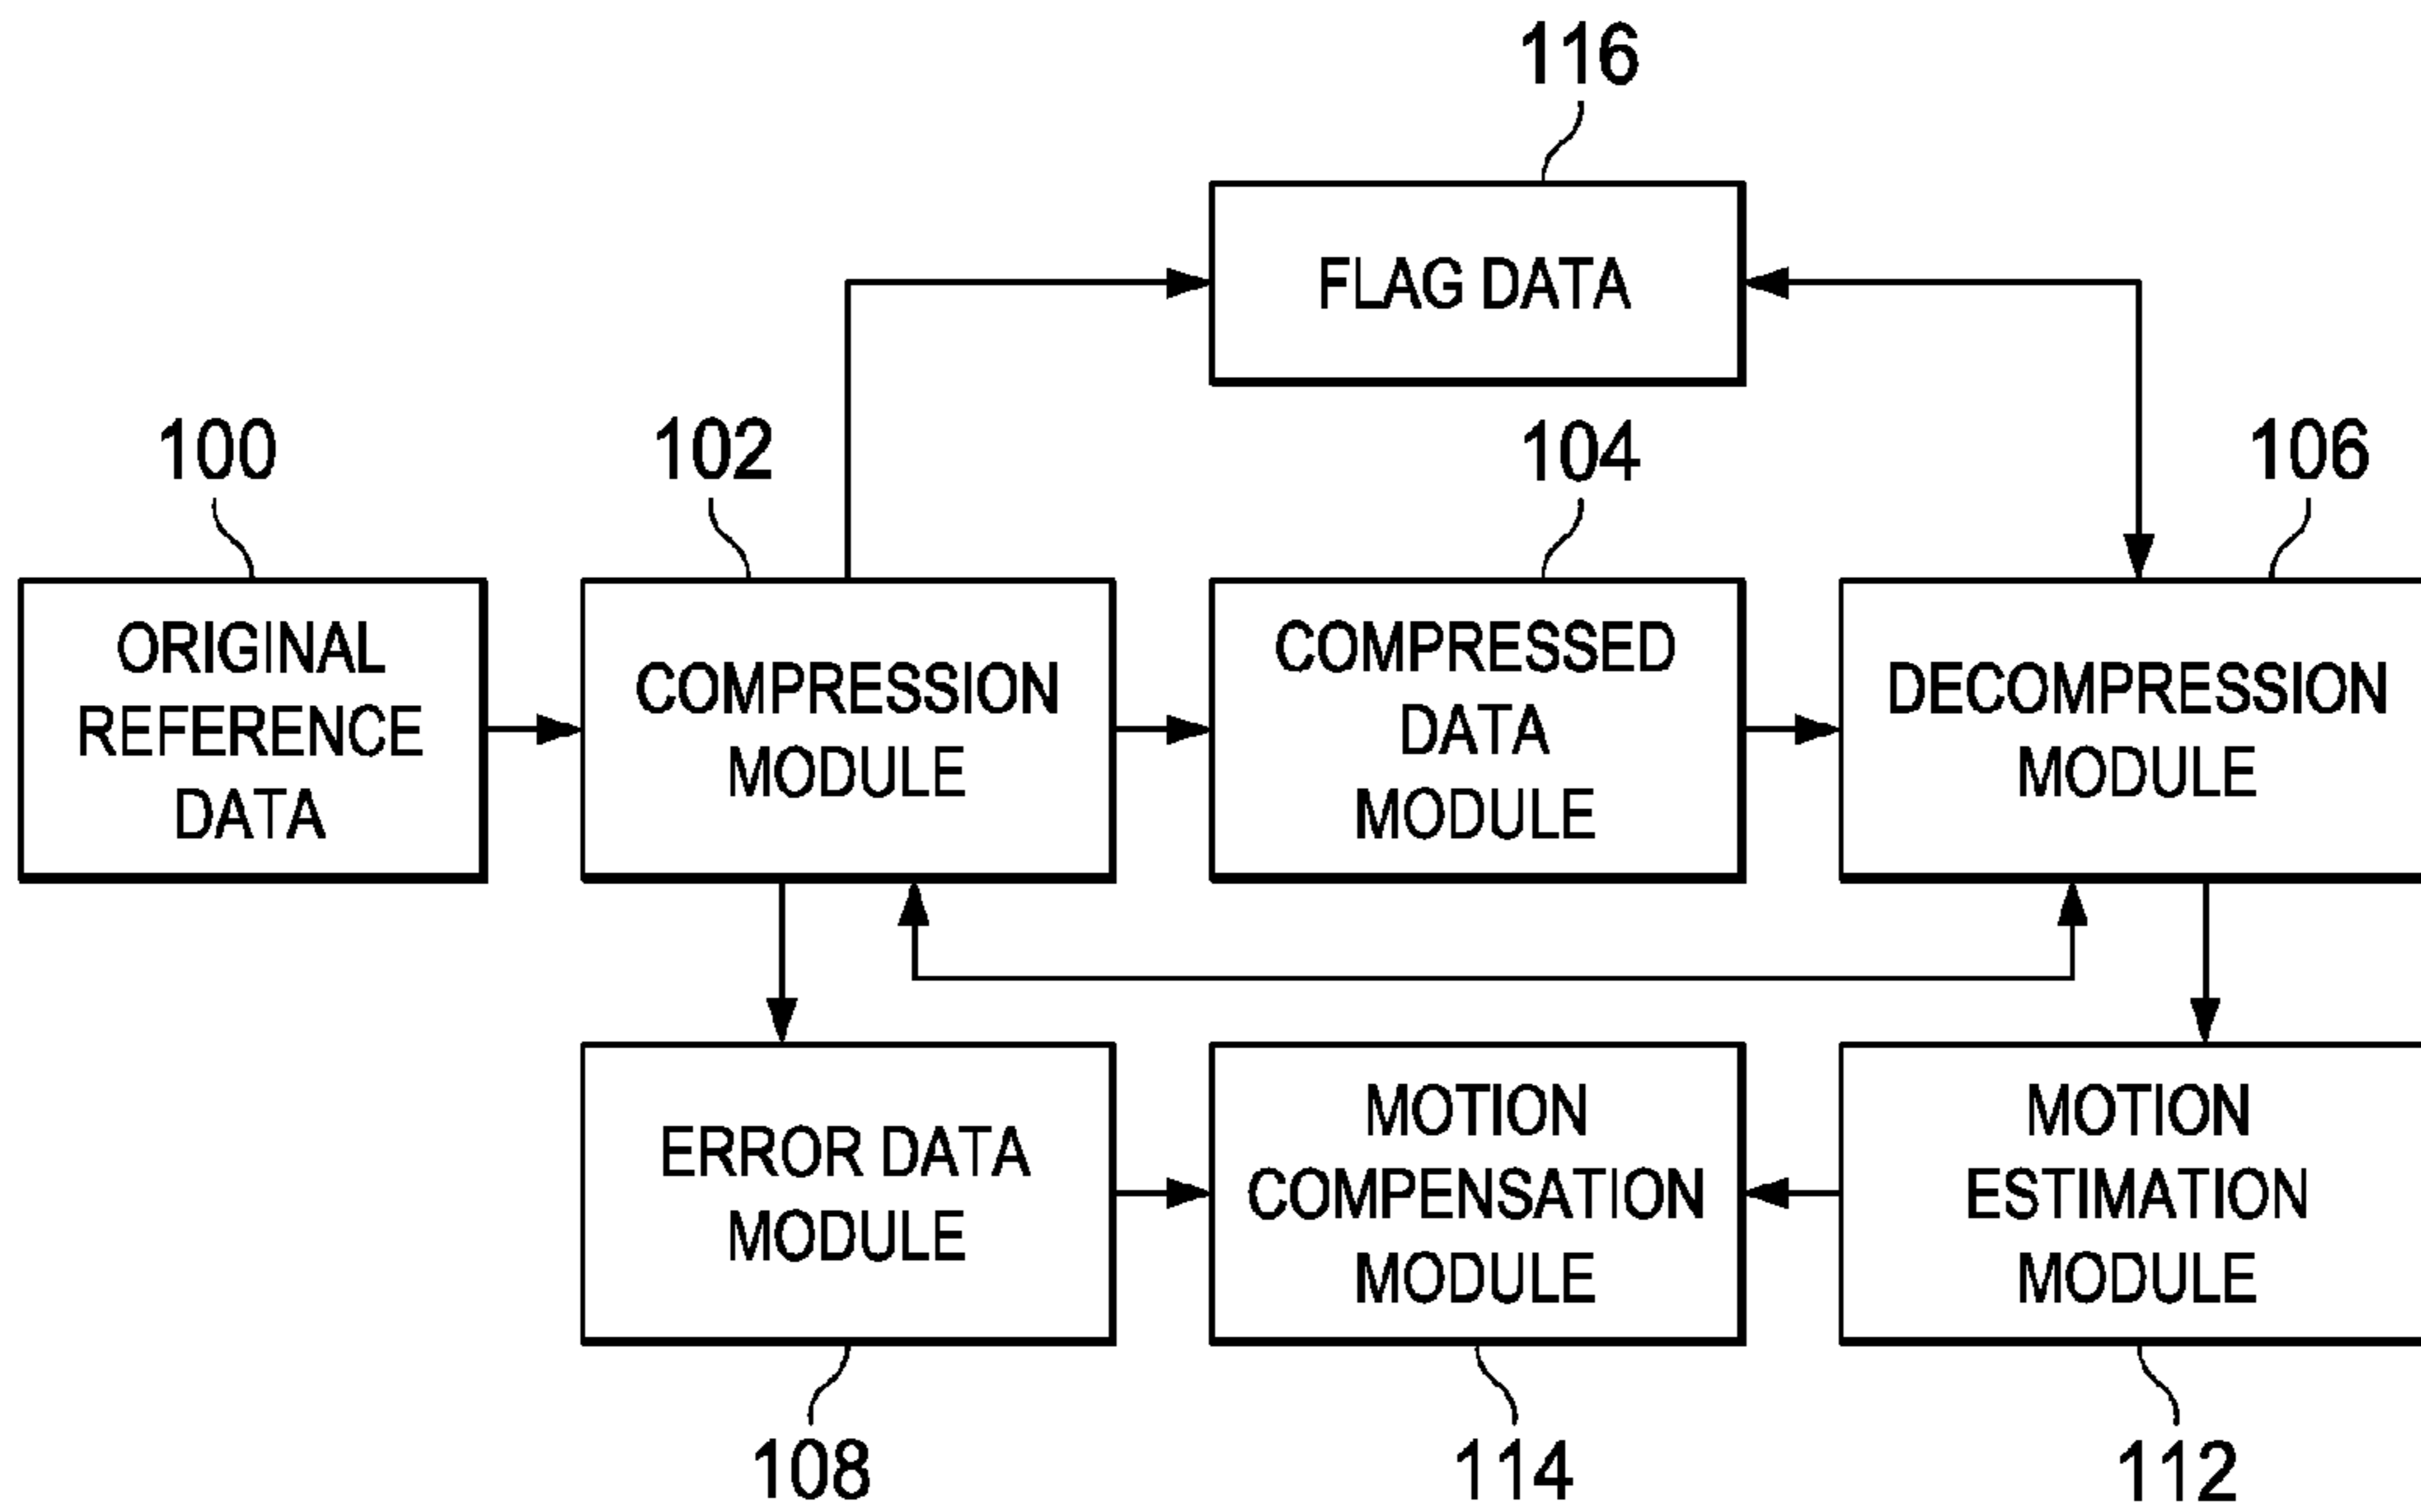 116
FLAG DATA
100
102
104
106
ORIGINAL
REFERENCE
DATA
COMPRESSION
MODULE
COMPRESSED
DATA
MODULE
DECOMPRESSION
MODULE
ERROR DATA
MODULE
MOTION
COMPENSATION
MODULE
MOTION
ESTIMATION
MODULE
108
114
112